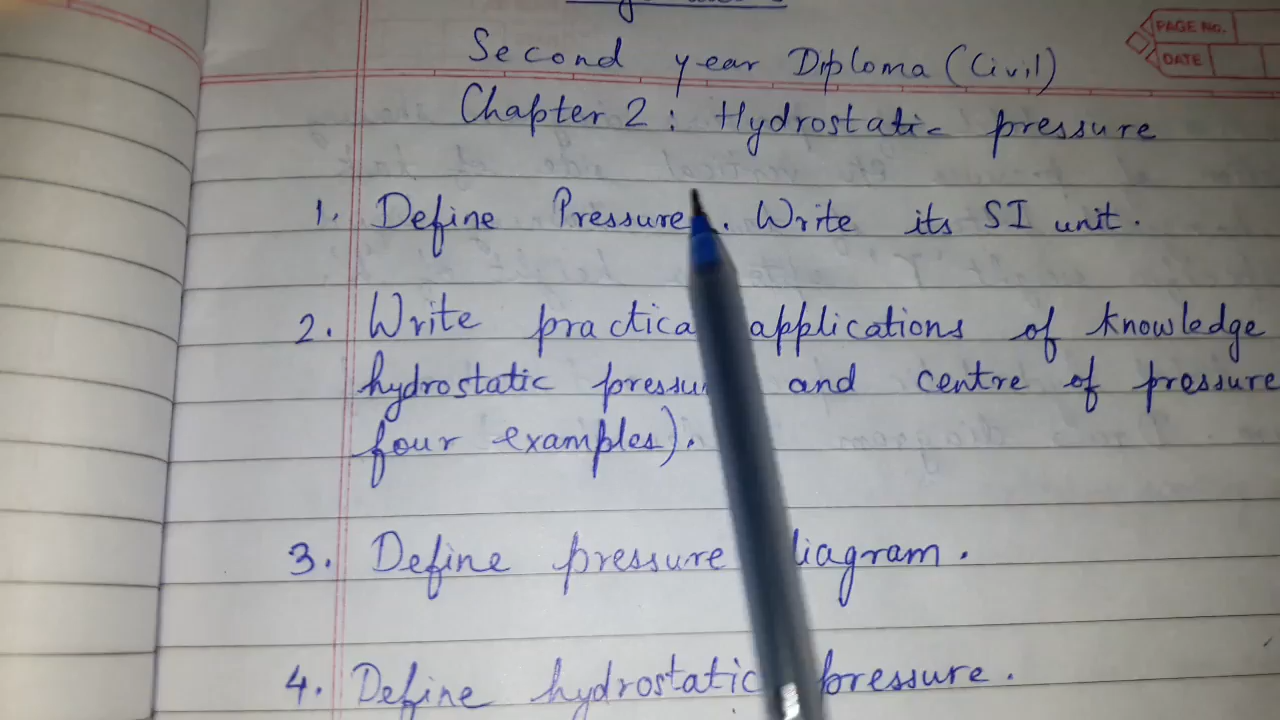 Second year Diploma (Civil)
PAGE No.
DATE
Chapter 2 : Hydrostatic pressure
1. Define Pressure. Write its SI unit.
2. Write practical applications of knowledge
hydrostatic and centre of pressure
four examples).
3. Define pressure diagram.
4. Define hydrostatic pressure.